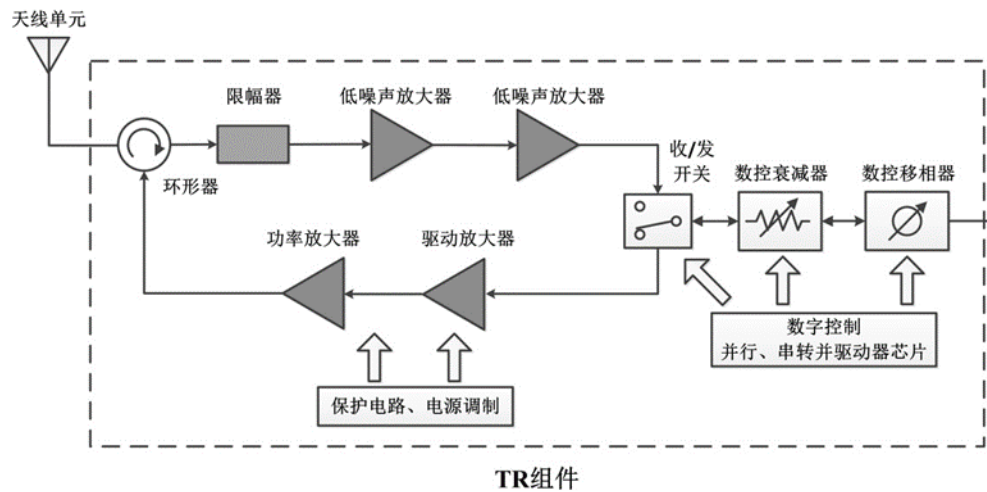 天线单元
限幅器
低噪声放大器
低噪声放大器
收/发
开关
数控衰减器
数控移相器
环形器
功率放大器
驱动放大器
数字控制
并行、串转并驱动器芯片
保护电路、电源调制
TR组件